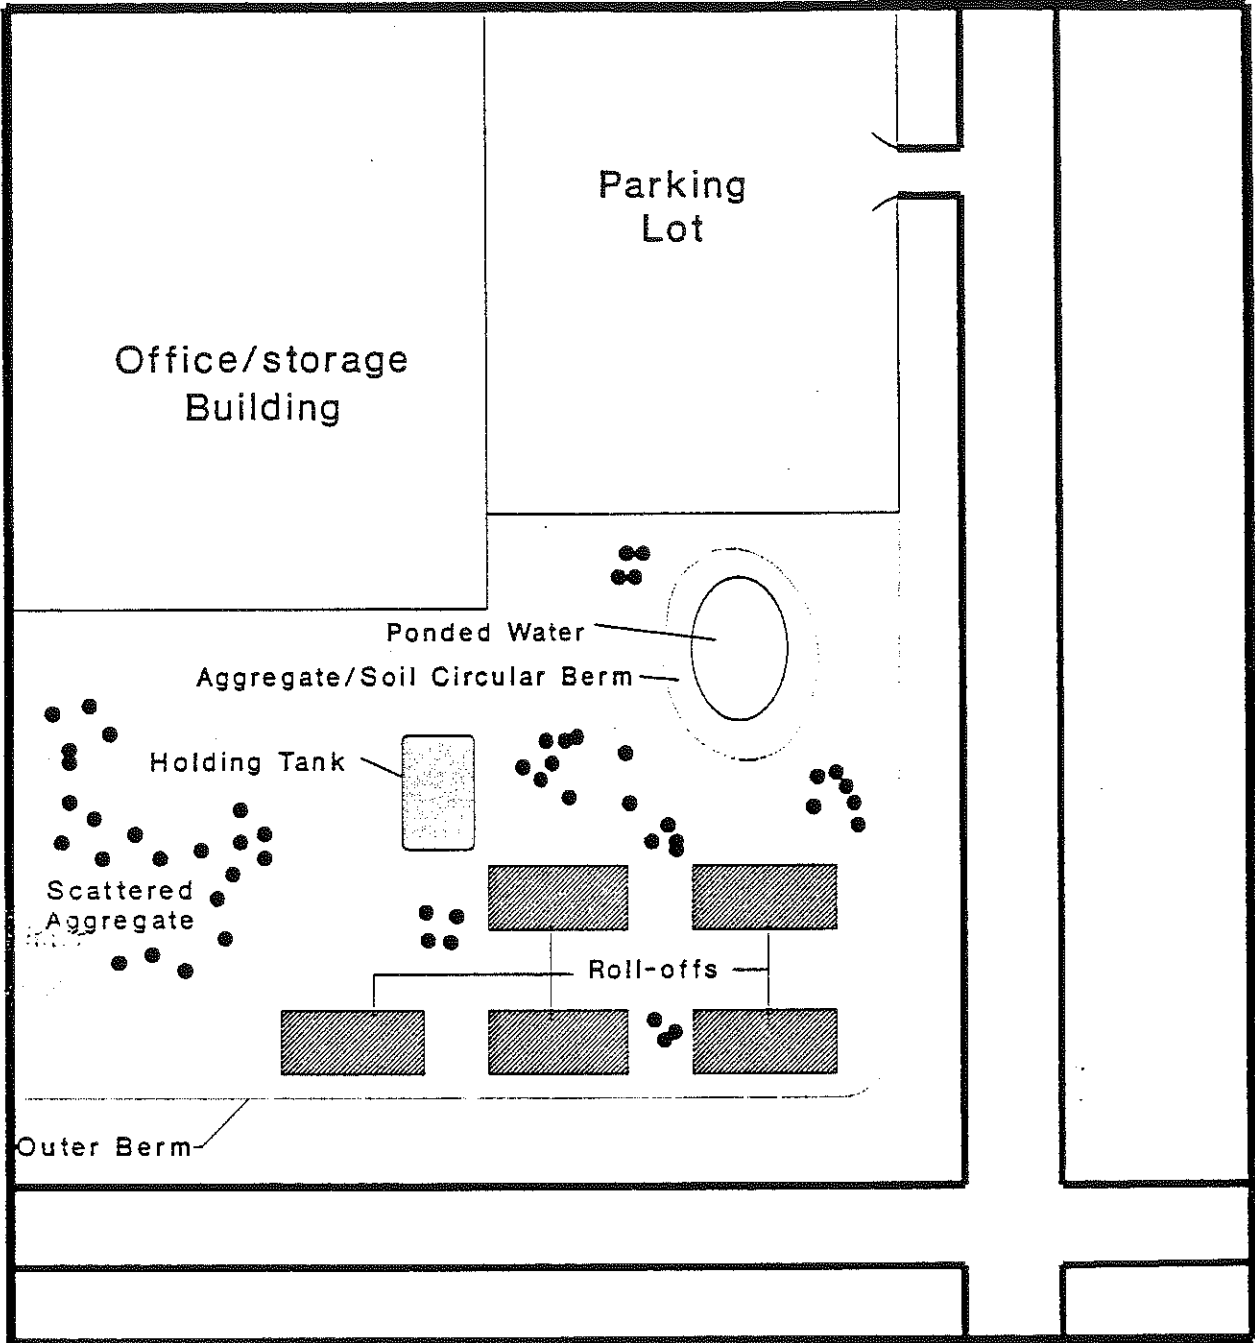 Parking
Lot
Office/storage
Building
Ponded Water
Aggregate/Soil Circular Berm
Holding Tank
Scattered
Aggregate
Roll-offs
Outer Berm